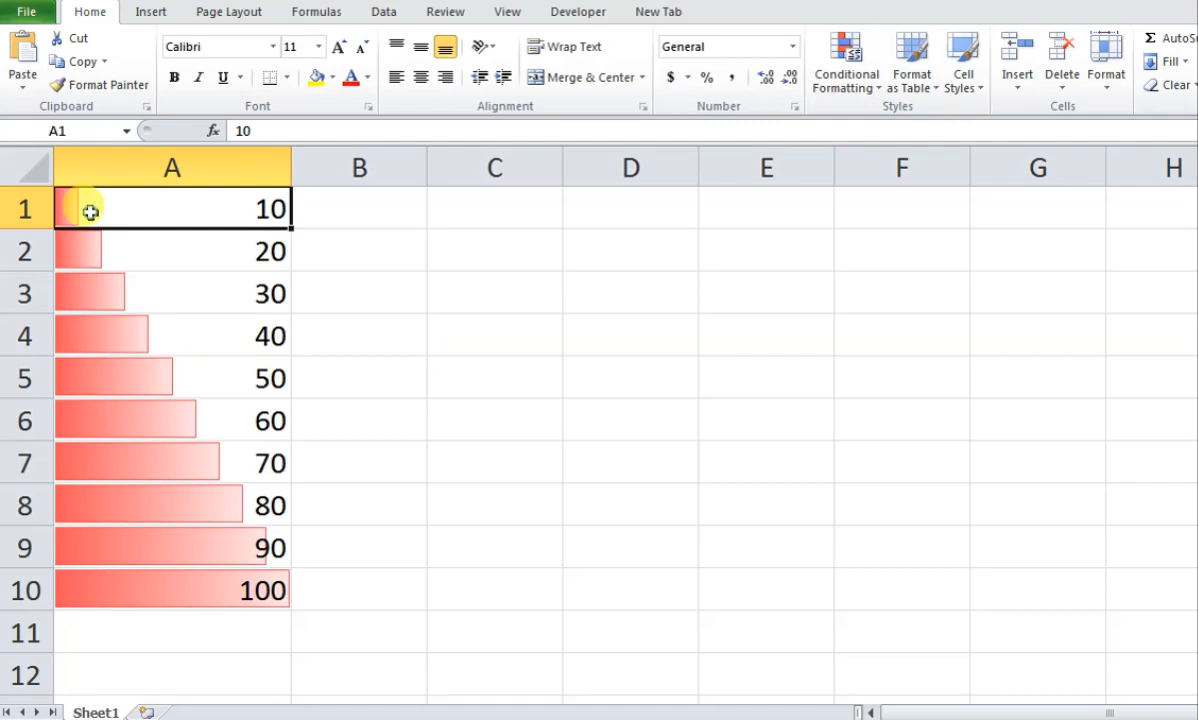 File Home Insert Page Layout Formulas Data Review View Developer New Tab
Cut
Copy
Format Painter
Paste
Clipboard
Calibri 11
B I U
Font
Wrap Text
Merge & Center
Alignment
General
$ % ,
Number
Conditional Formatting
Format as Table
Cell Styles
Styles
Insert
Delete
Format
Cells
Σ AutoS
Fill
Clear
A1 fx 10
A B C D E F G H
1 10
2 20
3 30
4 40
5 50
6 60
7 70
8 80
9 90
10 100
11
12
Sheet1